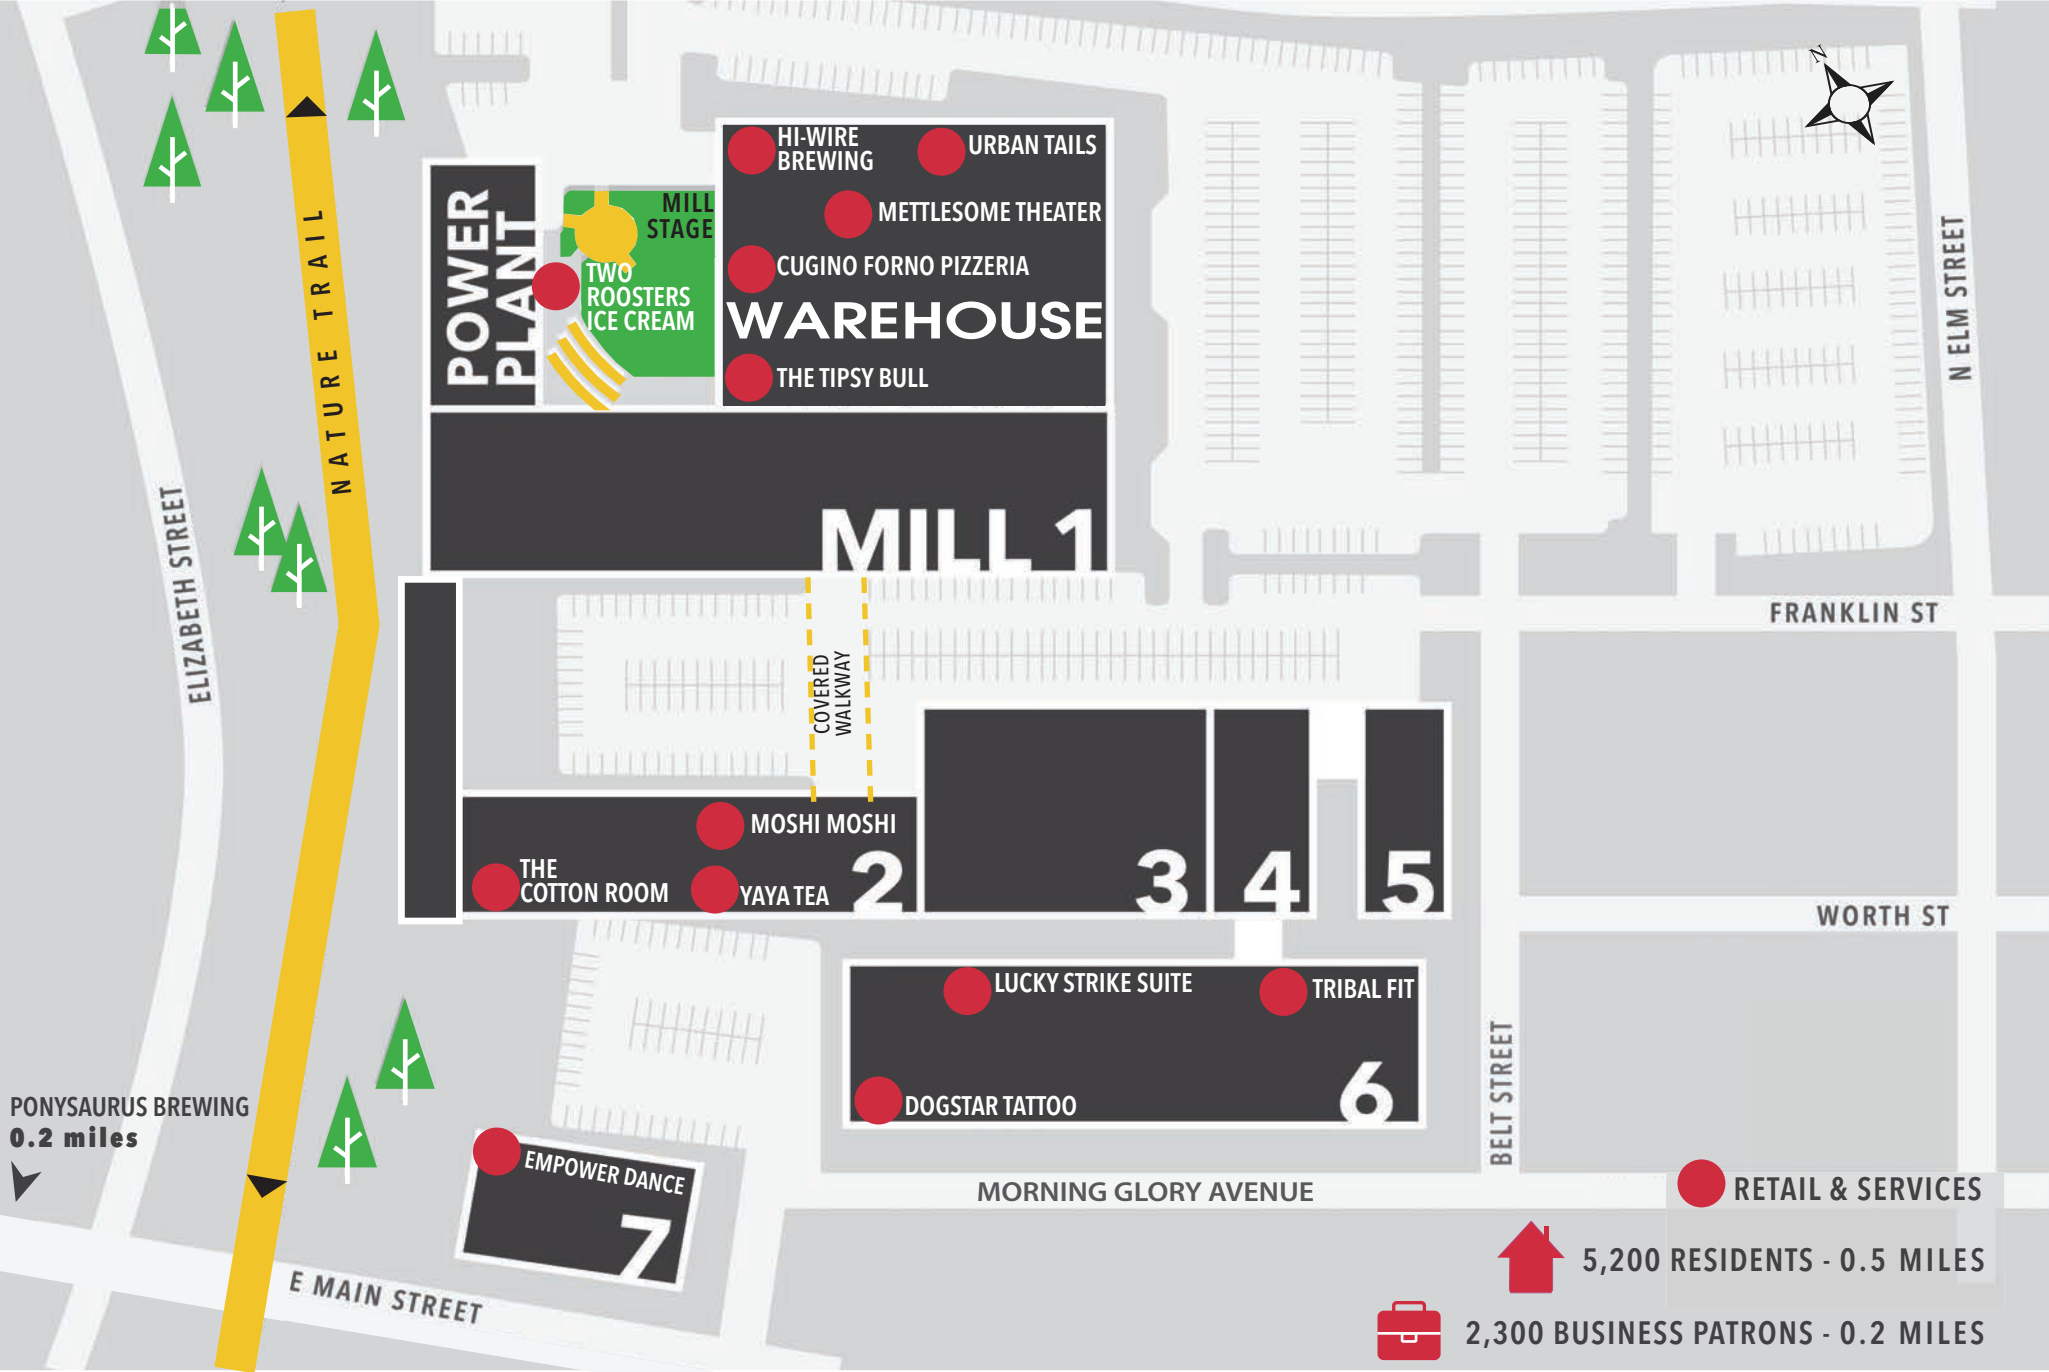 N
HI-WIRE
BREWING
URBAN TAILS
METTLESOME THEATER
CUGINO FORNO PIZZERIA
WAREHOUSE
THE TIPSY BULL
POWER
PLANT
MILL
STAGE
TWO
ROOSTERS
ICE CREAM
NATURE TRAIL
N ELM STREET
ELIZABETH STREET
MILL 1
FRANKLIN ST
COVERED
WALKWAY
MOSHI MOSHI
THE
COTTON ROOM
YAYA TEA
2
3
4
5
WORTH ST
LUCKY STRIKE SUITE
TRIBAL FIT
DOGSTAR TATTOO
6
BELT STREET
PONYSAURUS BREWING
0.2 miles
EMPOWER DANCE
7
MORNING GLORY AVENUE
E MAIN STREET
RETAIL & SERVICES
5,200 RESIDENTS - 0.5 MILES
2,300 BUSINESS PATRONS - 0.2 MILES